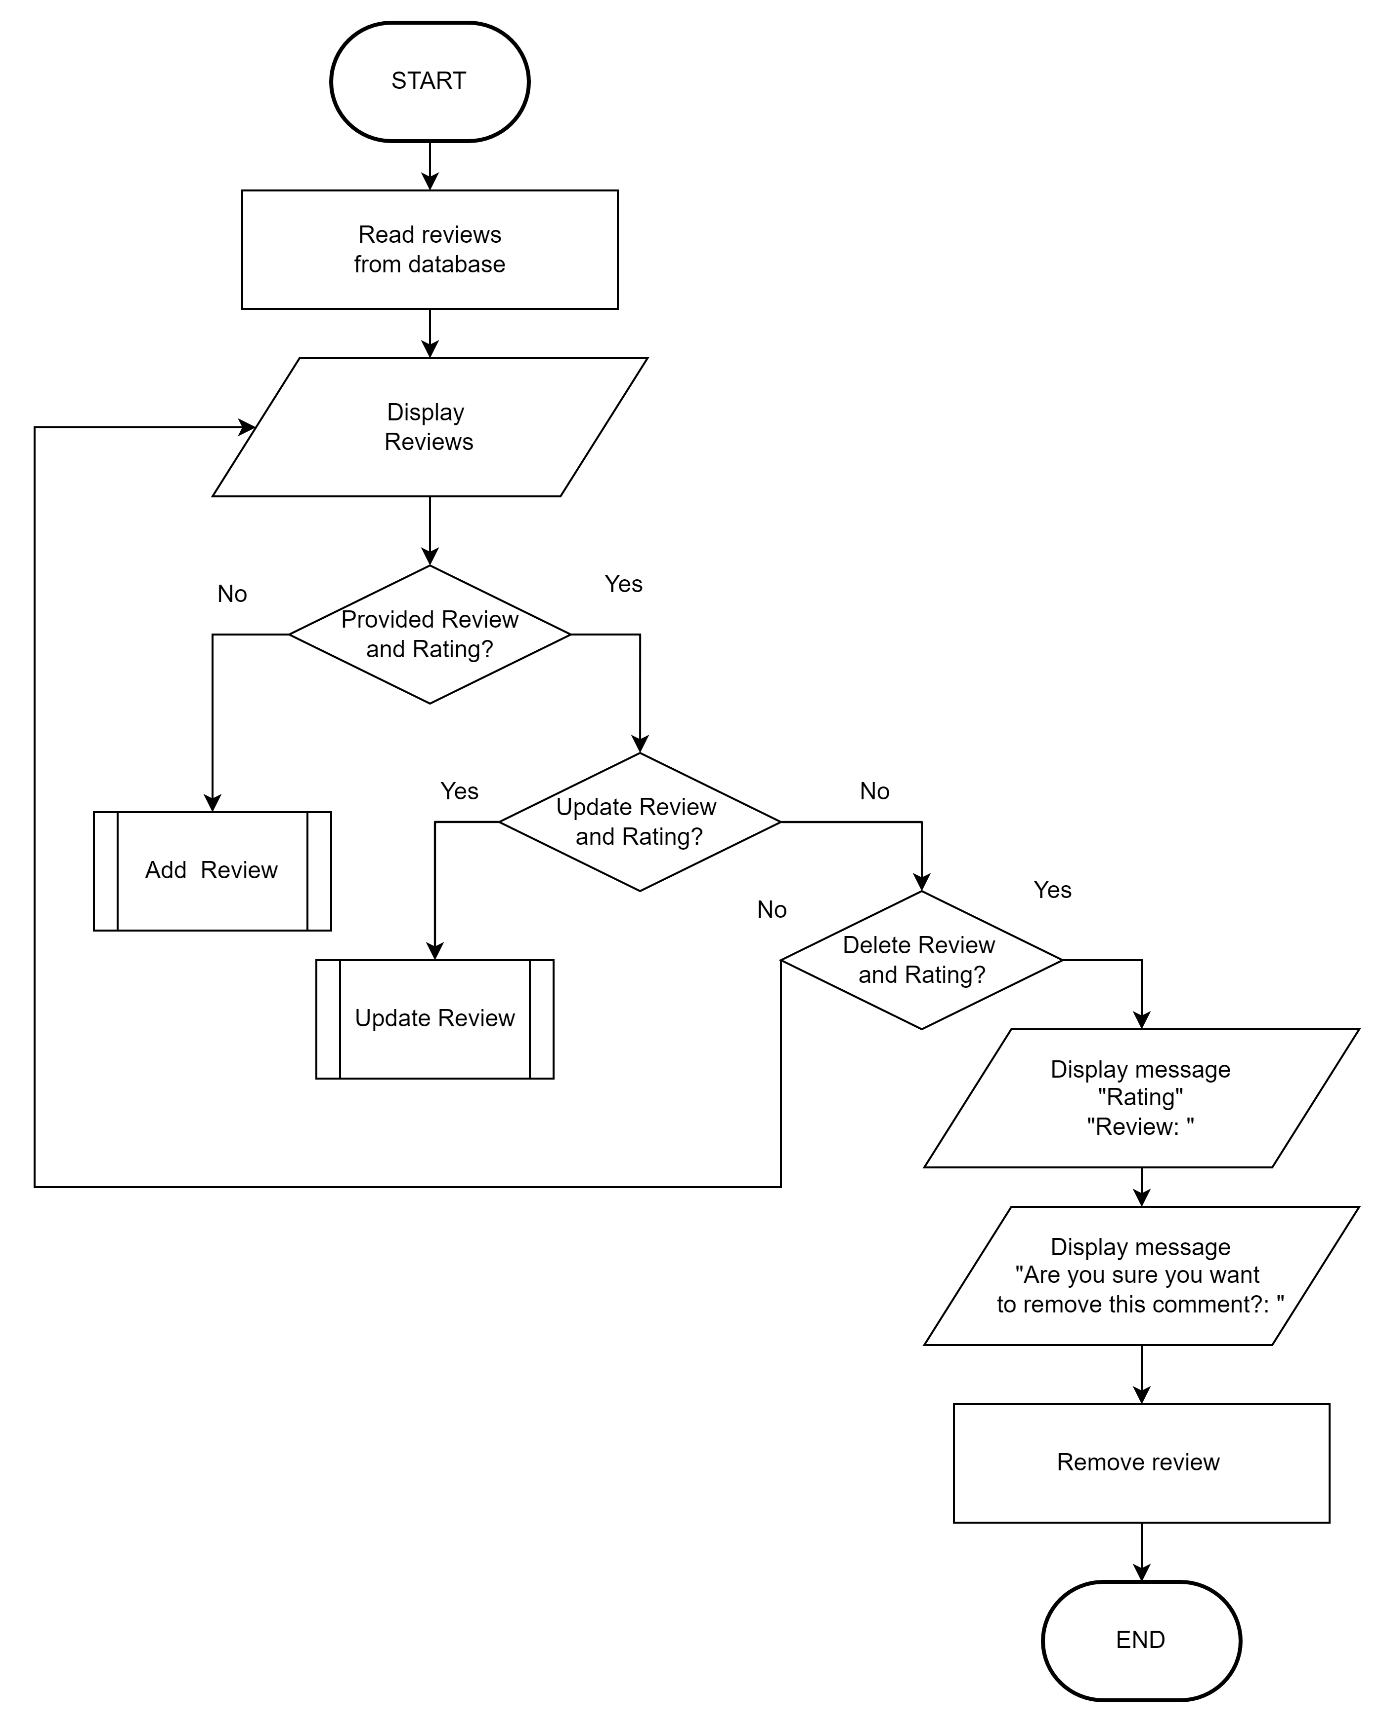 START
Read reviews
from database
Display
Reviews
No
Yes
Provided Review
and Rating?
Yes
No
Update Review
and Rating?
Add  Review
No
Yes
Delete Review
and Rating?
Update Review
Display message
"Rating"
"Review: "
Display message
"Are you sure you want
to remove this comment?: "
Remove review
END